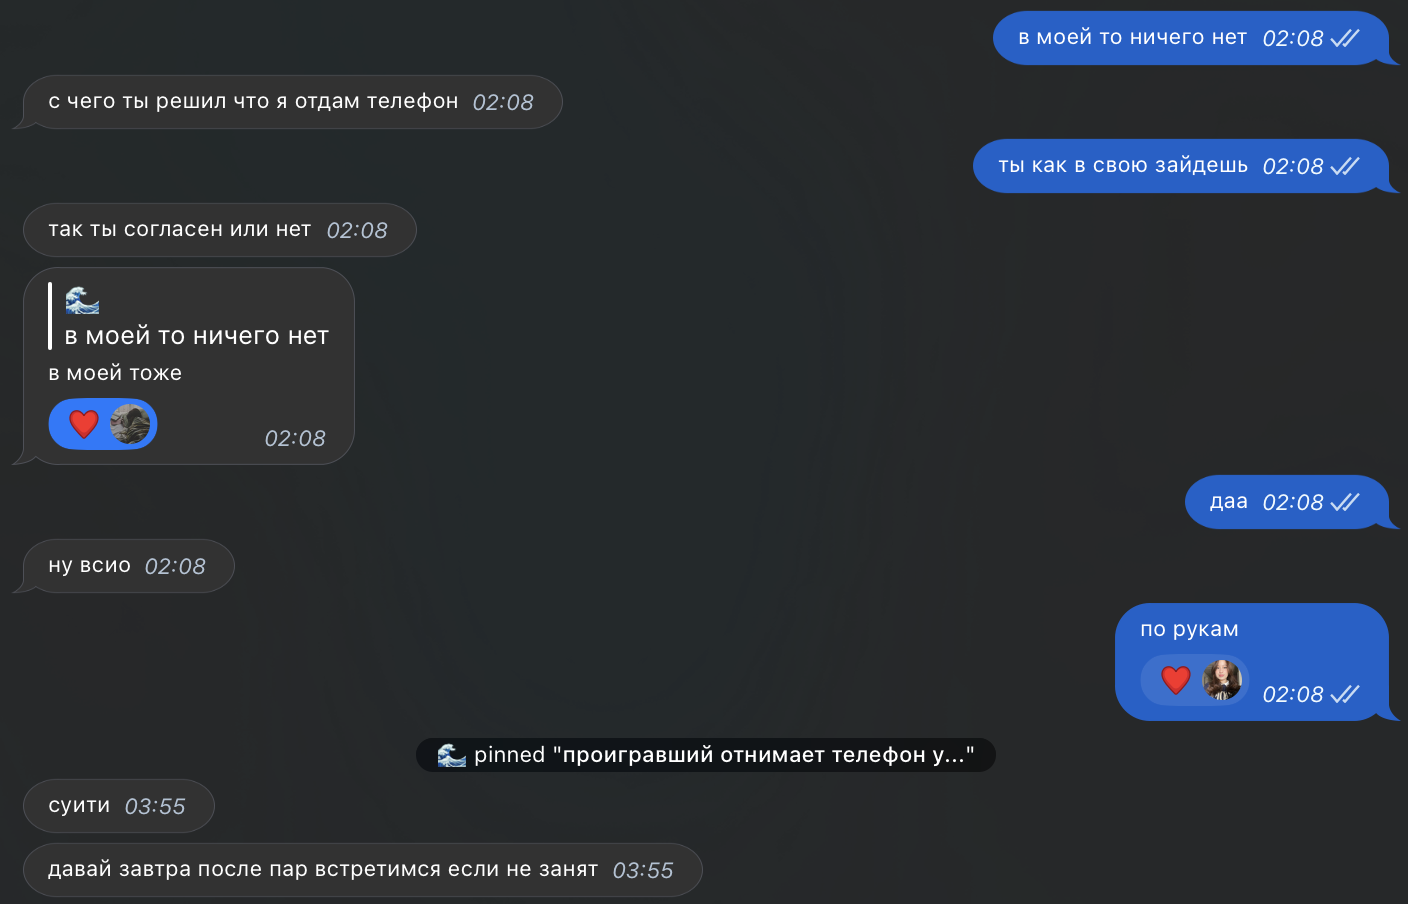 в моей то ничего нет 02:08
с чего ты решил что я отдам телефон 02:08
ты как в свою зайдешь 02:08
так ты согласен или нет 02:08
🌊
в моей то ничего нет
в моей тоже
❤️ 02:08
даа 02:08
ну всио 02:08
по рукам
❤️ 02:08
🌊 pinned "проигравший отнимает телефон у..."
суити 03:55
давай завтра после пар встретимся если не занят 03:55